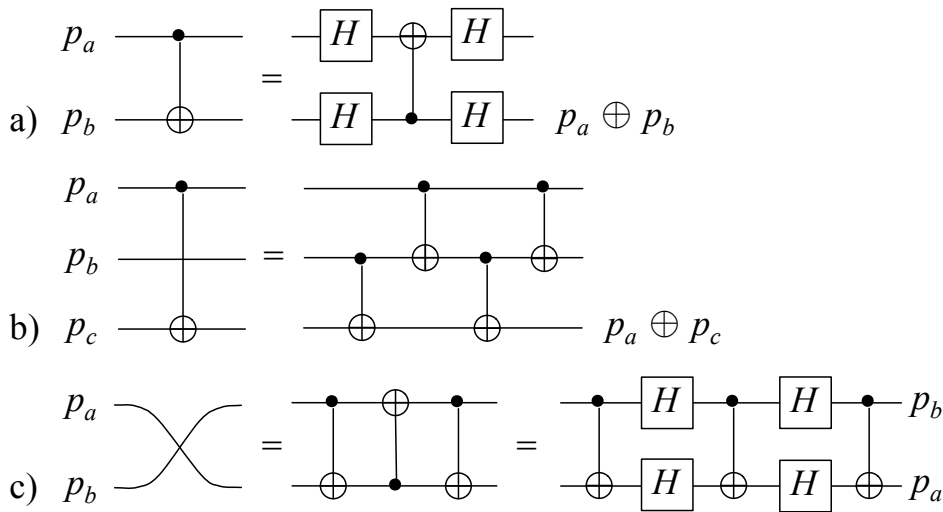 p_a H H
=
a) p_b H H p_a ⊕ p_b
p_a
p_b =
b) p_c p_a ⊕ p_c
p_a H H p_b
= =
c) p_b H H p_a